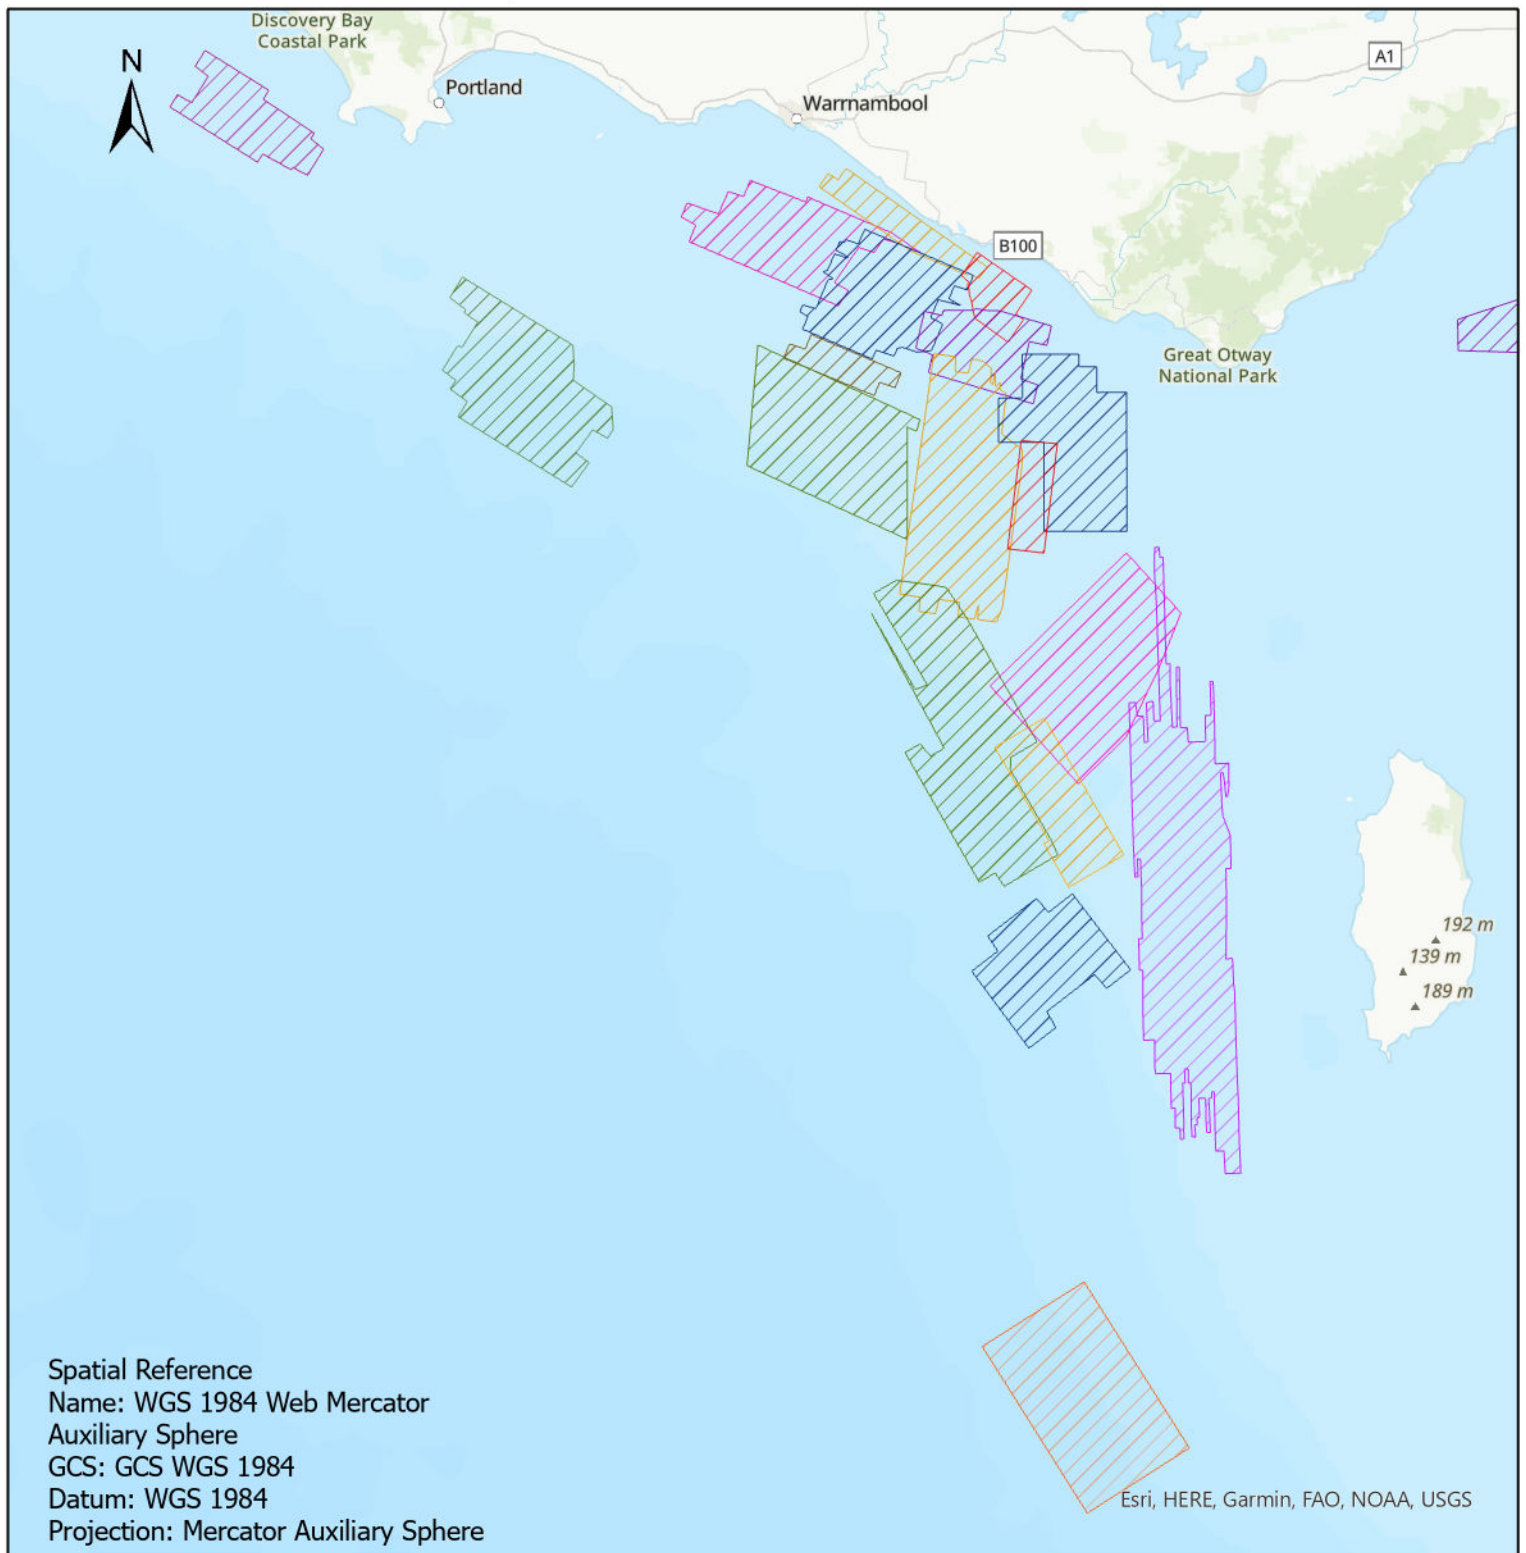 Discovery Bay
Coastal Park
N
Portland
Warrnambool
A1
B100
Great Otway
National Park
192 m
139 m
189 m
Spatial Reference
Name: WGS 1984 Web Mercator
Auxiliary Sphere
GCS: GCS WGS 1984
Datum: WGS 1984
Projection: Mercator Auxiliary Sphere
Esri, HERE, Garmin, FAO, NOAA, USGS